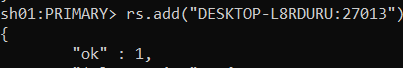 sh01:PRIMARY> rs.add("DESKTOP-L8RDURU:27013")
{
"ok" : 1,